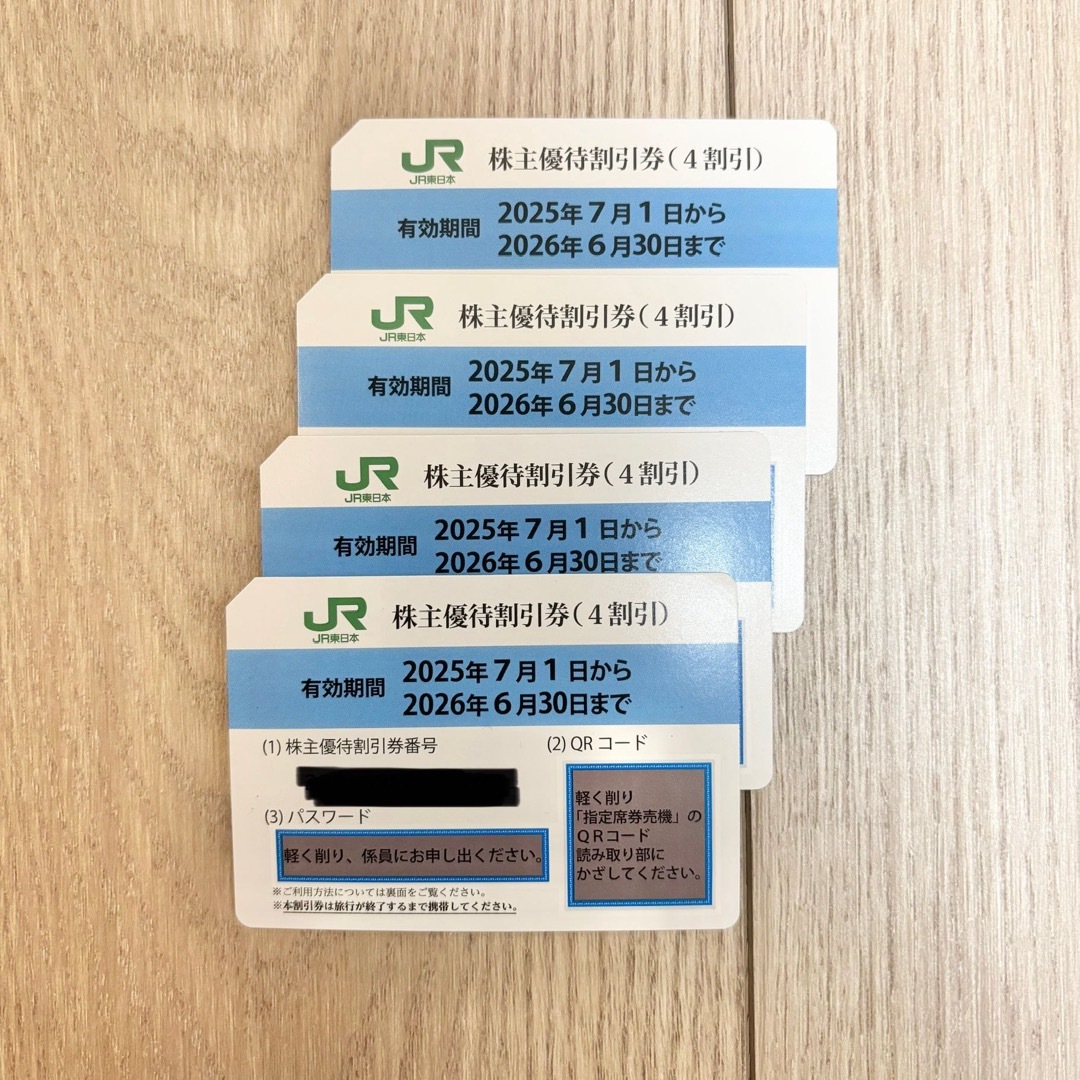 JR
JR東日本
株主優待割引券(4割引)
有効期間
2025年7月1日から
2026年6月30日まで
JR
JR東日本
株主優待割引券(4割引)
有効期間
2025年7月1日から
2026年6月30日まで
JR
JR東日本
株主優待割引券(4割引)
有効期間
2025年7月1日から
2026年6月30日まで
JR
JR東日本
株主優待割引券(4割引)
有効期間
2025年7月1日から
2026年6月30日まで
(1) 株主優待割引券番号
(2) QR コード
軽く削り
「指定席券売機」の
QRコード
読み取り部に
かざしてください。
(3) パスワード
軽く削り、係員にお申し出ください。
※ご利用方法については裏面をご覧ください。
※本割引券は旅行が終了するまで携帯してください。